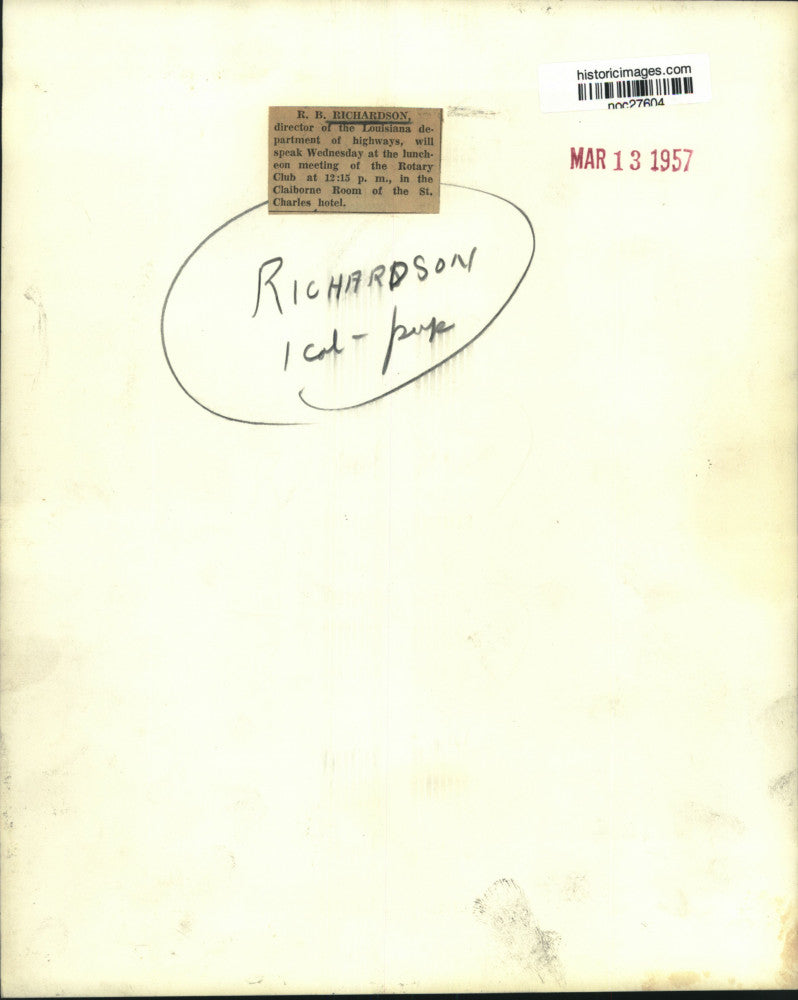 historicimages.com
noc27604
MAR 13 1957
R. B. RICHARDSON,
director of the Louisiana de-
partment of highways, will
speak Wednesday at the lunch-
eon meeting of the Rotary
Club at 12:15 p. m., in the
Claiborne Room of the St.
Charles hotel.
RICHARDSON
1 col-